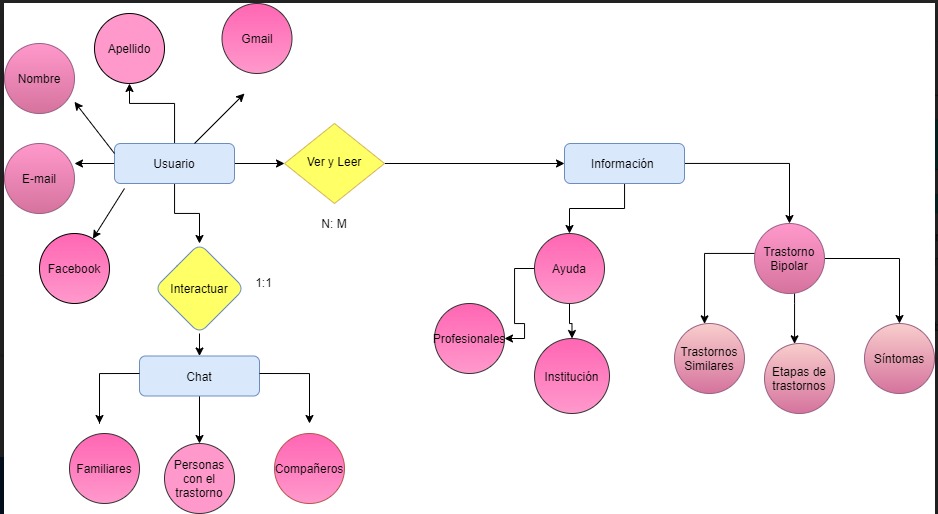 Gmail
Apellido
Nombre
Usuario
Ver y Leer
Información
E-mail
N: M
Facebook
Interactuar
1:1
Ayuda
Trastorno
Bipolar
Profesionales
Institución
Trastornos
Similares
Etapas de
trastornos
Síntomas
Chat
Familiares
Personas
con el
trastorno
Compañeros